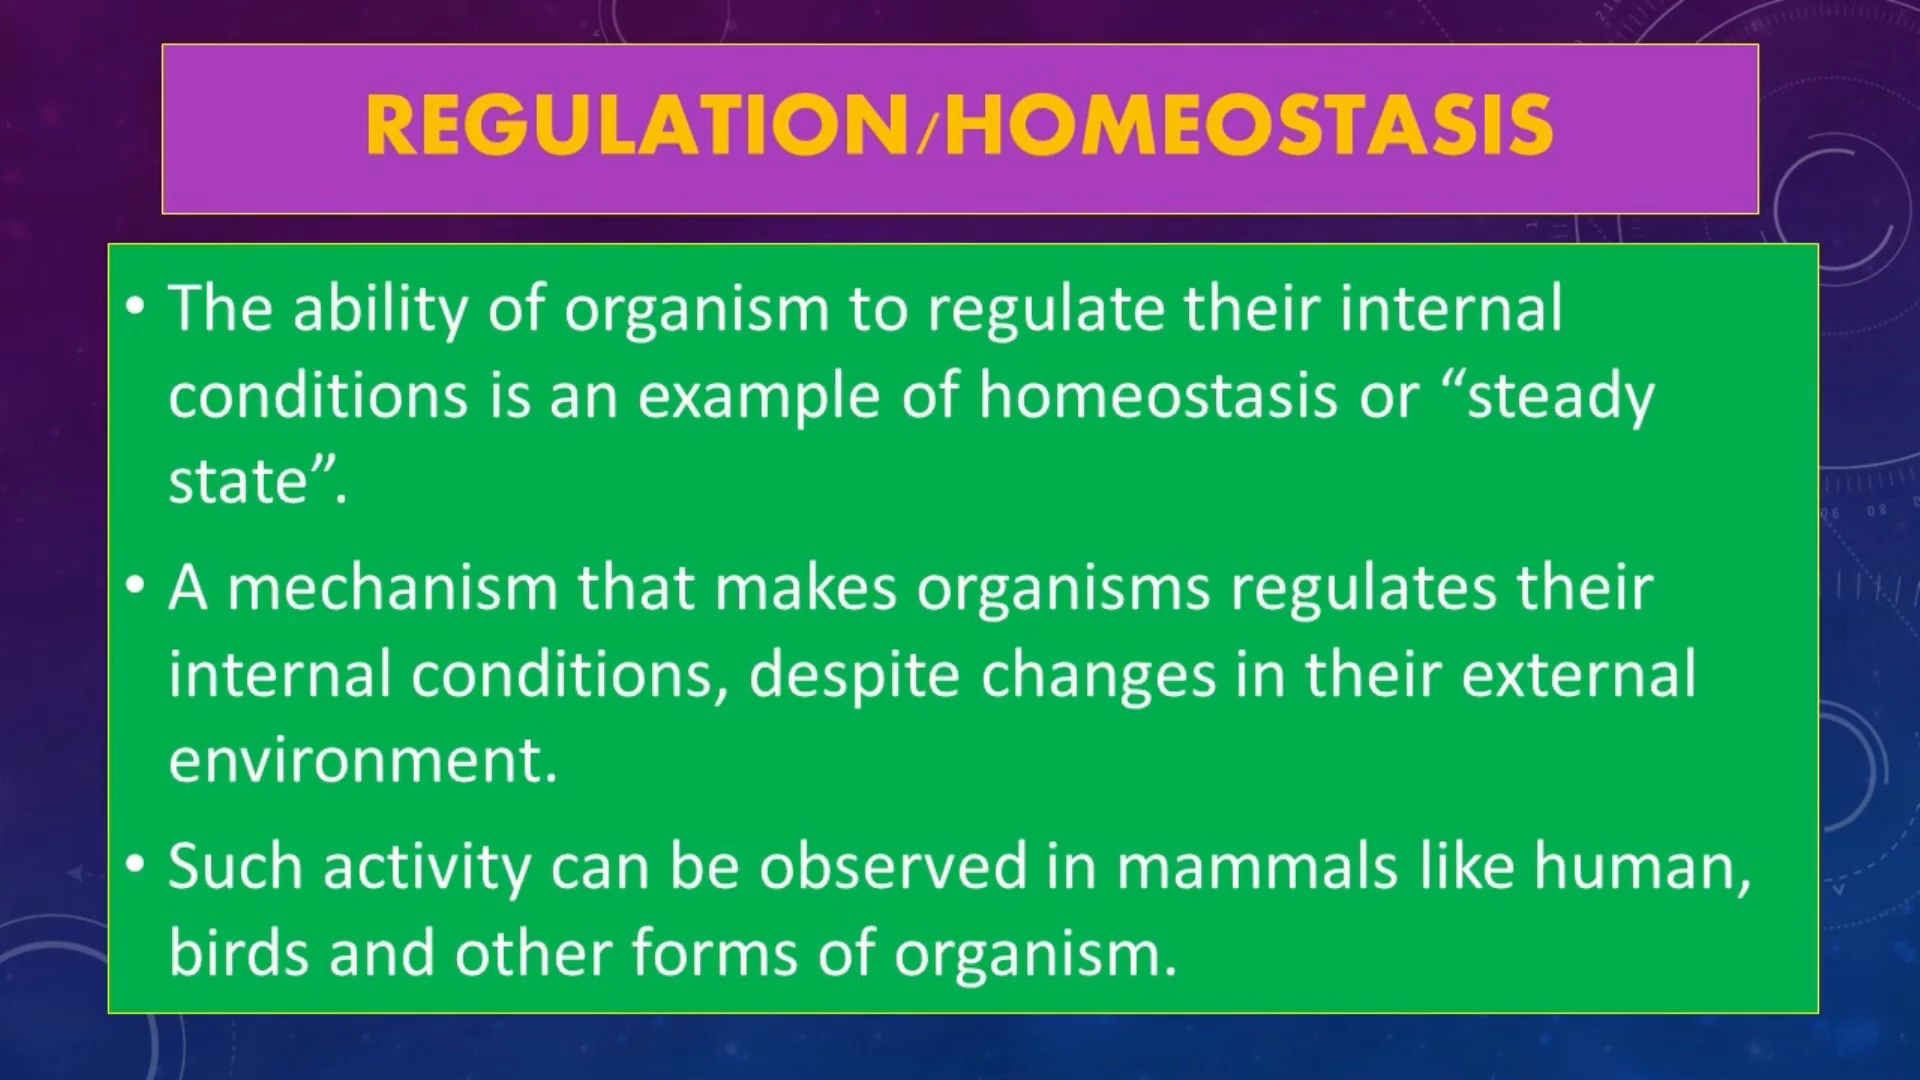 REGULATION/HOMEOSTASIS
• The ability of organism to regulate their internal
conditions is an example of homeostasis or “steady
state”.
• A mechanism that makes organisms regulates their
internal conditions, despite changes in their external
environment.
• Such activity can be observed in mammals like human,
birds and other forms of organism.